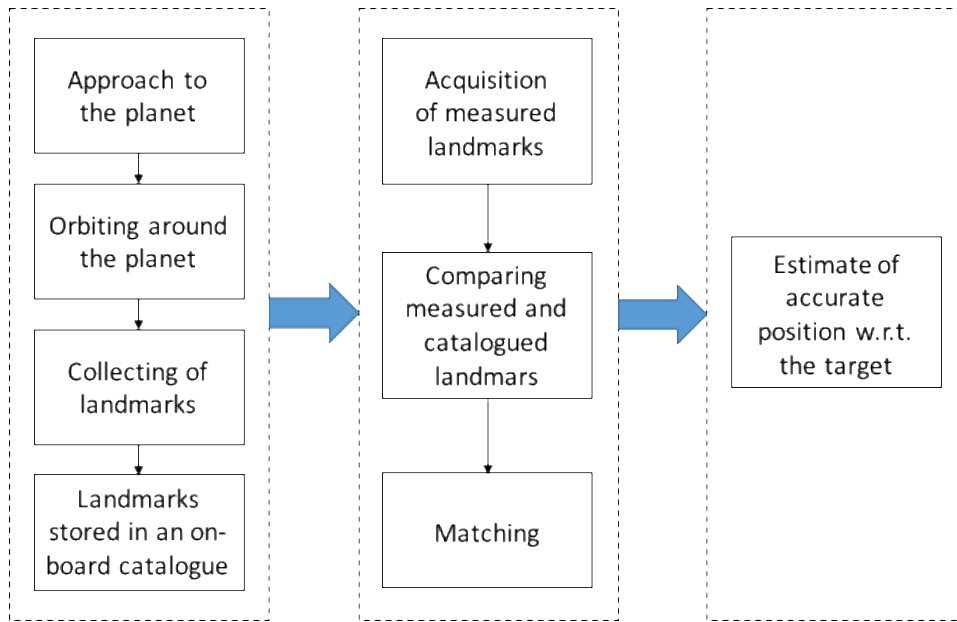 Approach to
the planet
Orbiting around
the planet
Collecting of
landmarks
Landmarks
stored in an on-
board catalogue
Acquisition
of measured
landmarks
Comparing
measured and
catalogued
landmars
Matching
Estimate of
accurate
position w.r.t.
the target